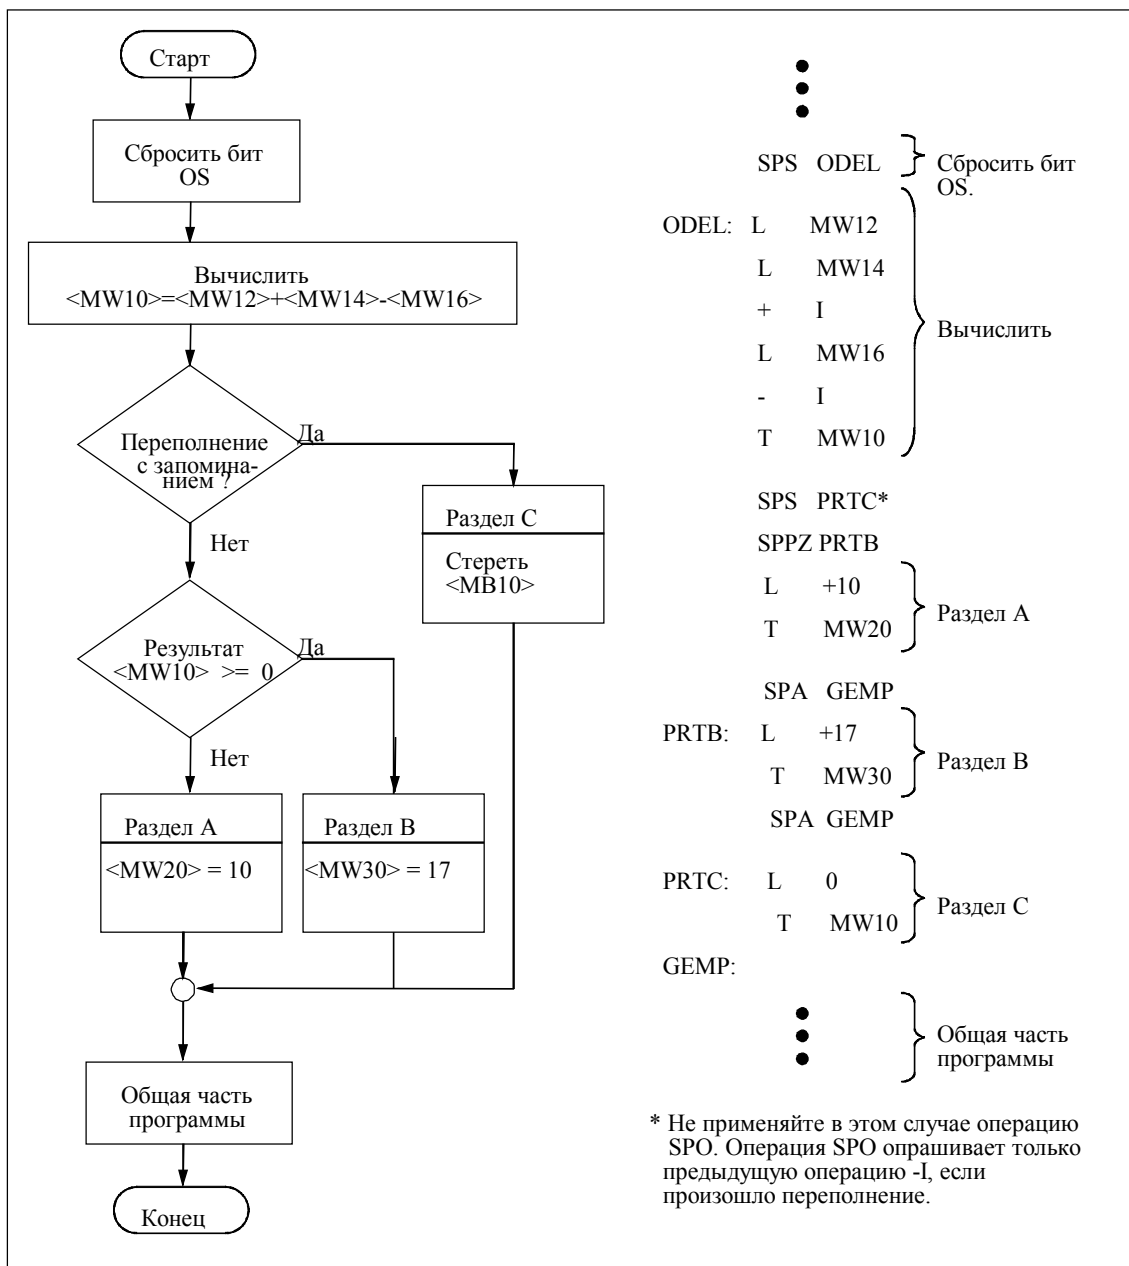 Старт
Сбросить бит
OS
Вычислить
<MW10>=<MW12>+<MW14>-<MW16>
Переполнение
с запомина-
нием ?
Да
Нет
Раздел C
Стереть
<MB10>
Результат
<MW10> >= 0
Да
Нет
Раздел A
<MW20> = 10
Раздел B
<MW30> = 17
Общая часть
программы
Конец
SPS ODEL
Сбросить бит
OS.
ODEL: L MW12
L MW14
+ I
L MW16
- I
T MW10
Вычислить
SPS PRTC*
SPPZ PRTB
L +10
T MW20
Раздел A
SPA GEMP
PRTB: L +17
T MW30
Раздел B
SPA GEMP
PRTC: L 0
T MW10
Раздел C
GEMP:
Общая часть
программы
* Не применяйте в этом случае операцию
SPO. Операция SPO опрашивает только
предыдущую операцию -I, если
произошло переполнение.